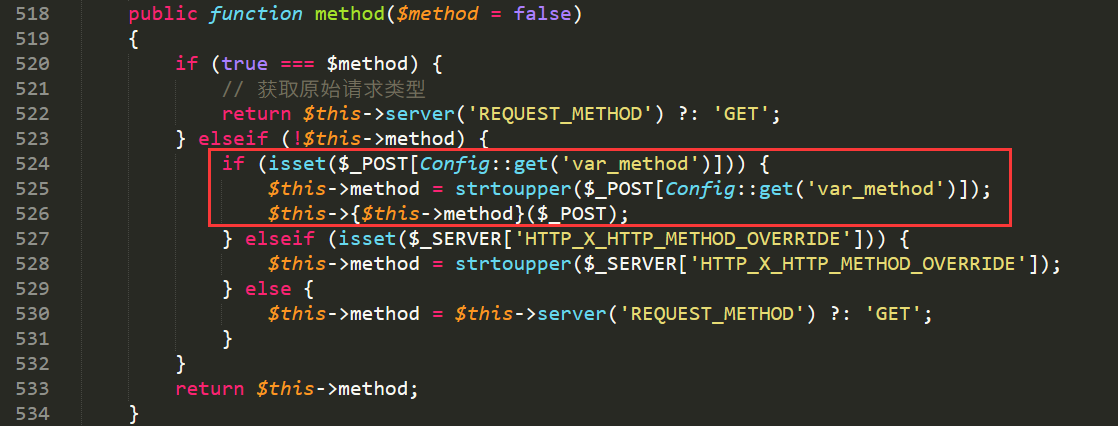 518 public function method($method = false)
519 {
520 if (true === $method) {
521 // 获取原始请求类型
522 return $this->server('REQUEST_METHOD') ?: 'GET';
523 } elseif (!$this->method) {
524 if (isset($_POST[Config::get('var_method')])) {
525 $this->method = strtoupper($_POST[Config::get('var_method')]);
526 $this->{$this->method}($_POST);
527 } elseif (isset($_SERVER['HTTP_X_HTTP_METHOD_OVERRIDE'])) {
528 $this->method = strtoupper($_SERVER['HTTP_X_HTTP_METHOD_OVERRIDE']);
529 } else {
530 $this->method = $this->server('REQUEST_METHOD') ?: 'GET';
531 }
532 }
533 return $this->method;
534 }